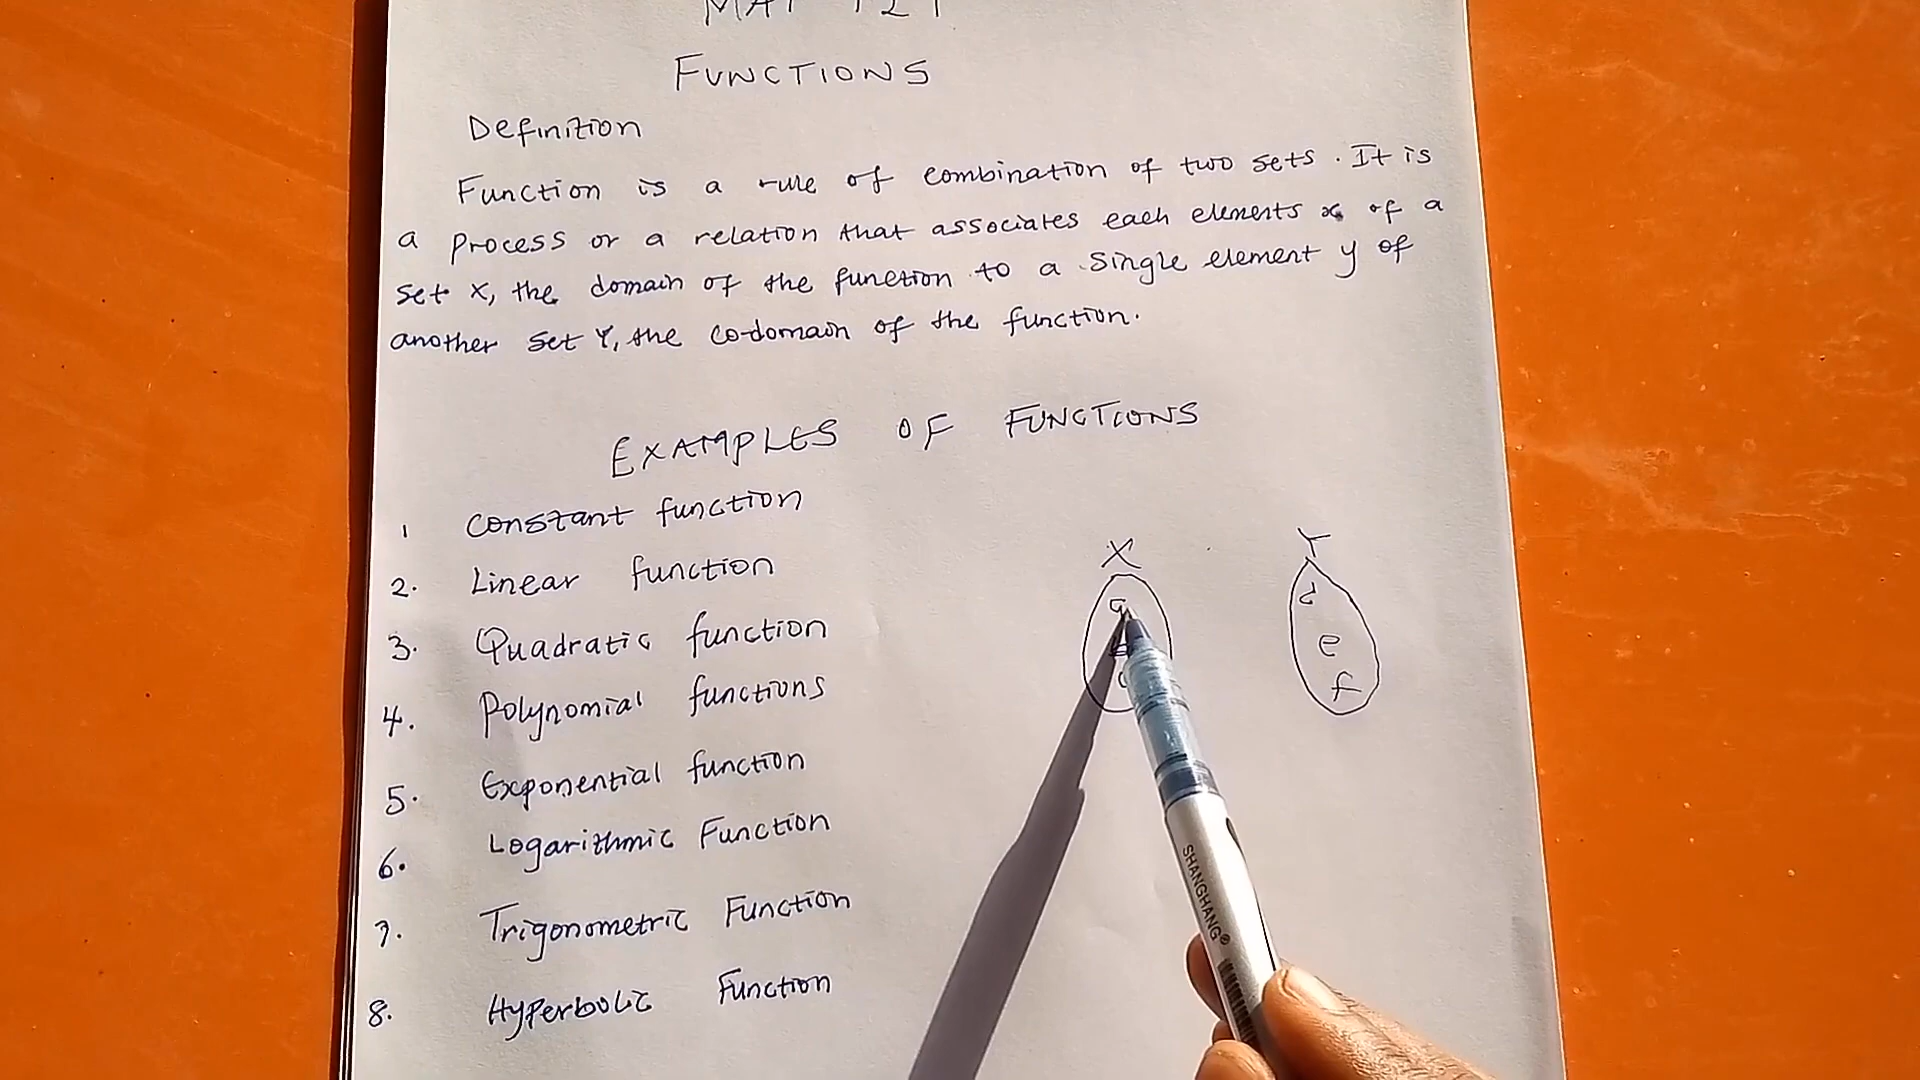 MAT 121
FUNCTIONS
Definition
Function is a rule of combination of two sets. It is
a process or a relation that associates each elements x of a
set X, the domain of the function to a single element y of
another set Y, the co-domain of the function.
EXAMPLES OF FUNCTIONS
1 Constant function
2. Linear function
3. Quadratic function
4. Polynomial functions
5. Exponential function
6. Logarithmic Function
7. Trigonometric Function
8. Hyperbolic Function
X Y
a d
b e
c f
SHANGHANG®